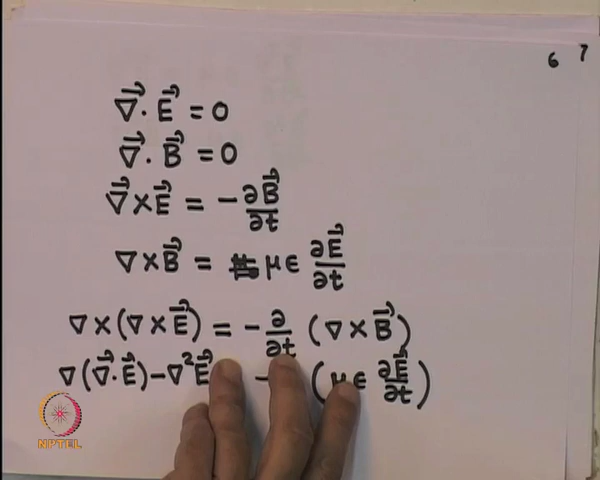 6 7
∇⃗·E⃗ = 0
∇⃗·B⃗ = 0
∇⃗×E⃗ = -∂B⃗/∂t
∇×B⃗ = με ∂E⃗/∂t
∇×(∇×E⃗) = -∂/∂t (∇×B⃗)
∇(∇⃗·E⃗)-∇²E⃗ - (με ∂E⃗/∂t)
NPTEL